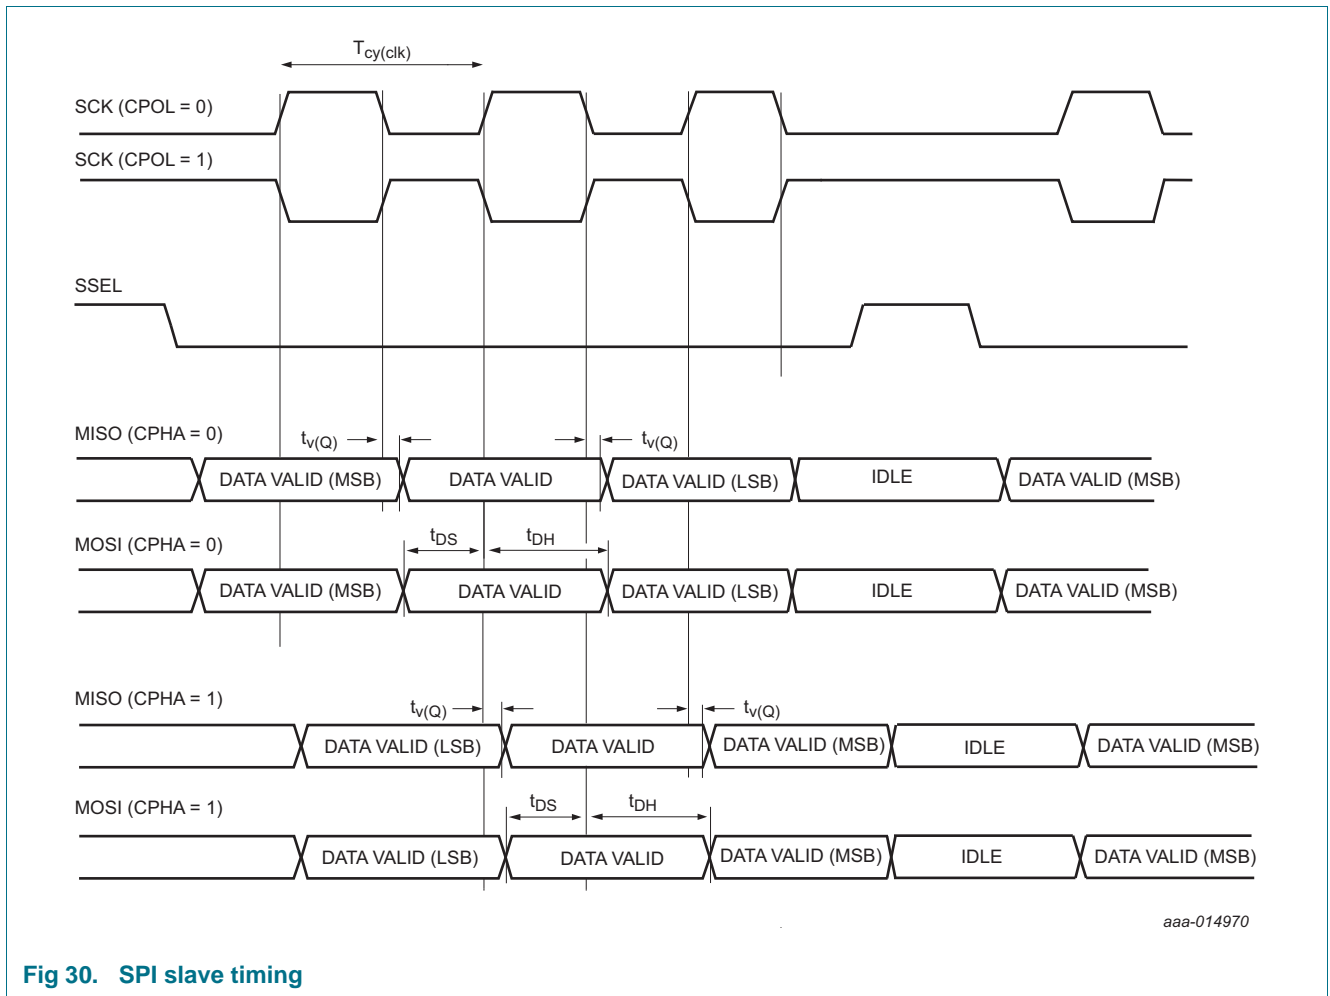 Tcy(clk)
SCK (CPOL = 0)
SCK (CPOL = 1)
SSEL
MISO (CPHA = 0)
tv(Q) tv(Q)
DATA VALID (MSB) DATA VALID DATA VALID (LSB) IDLE DATA VALID (MSB)
MOSI (CPHA = 0)
tDS tDH
DATA VALID (MSB) DATA VALID DATA VALID (LSB) IDLE DATA VALID (MSB)
MISO (CPHA = 1)
tv(Q) tv(Q)
DATA VALID (LSB) DATA VALID DATA VALID (MSB) IDLE DATA VALID (MSB)
MOSI (CPHA = 1)
tDS tDH
DATA VALID (LSB) DATA VALID DATA VALID (MSB) IDLE DATA VALID (MSB)
aaa-014970
Fig 30. SPI slave timing